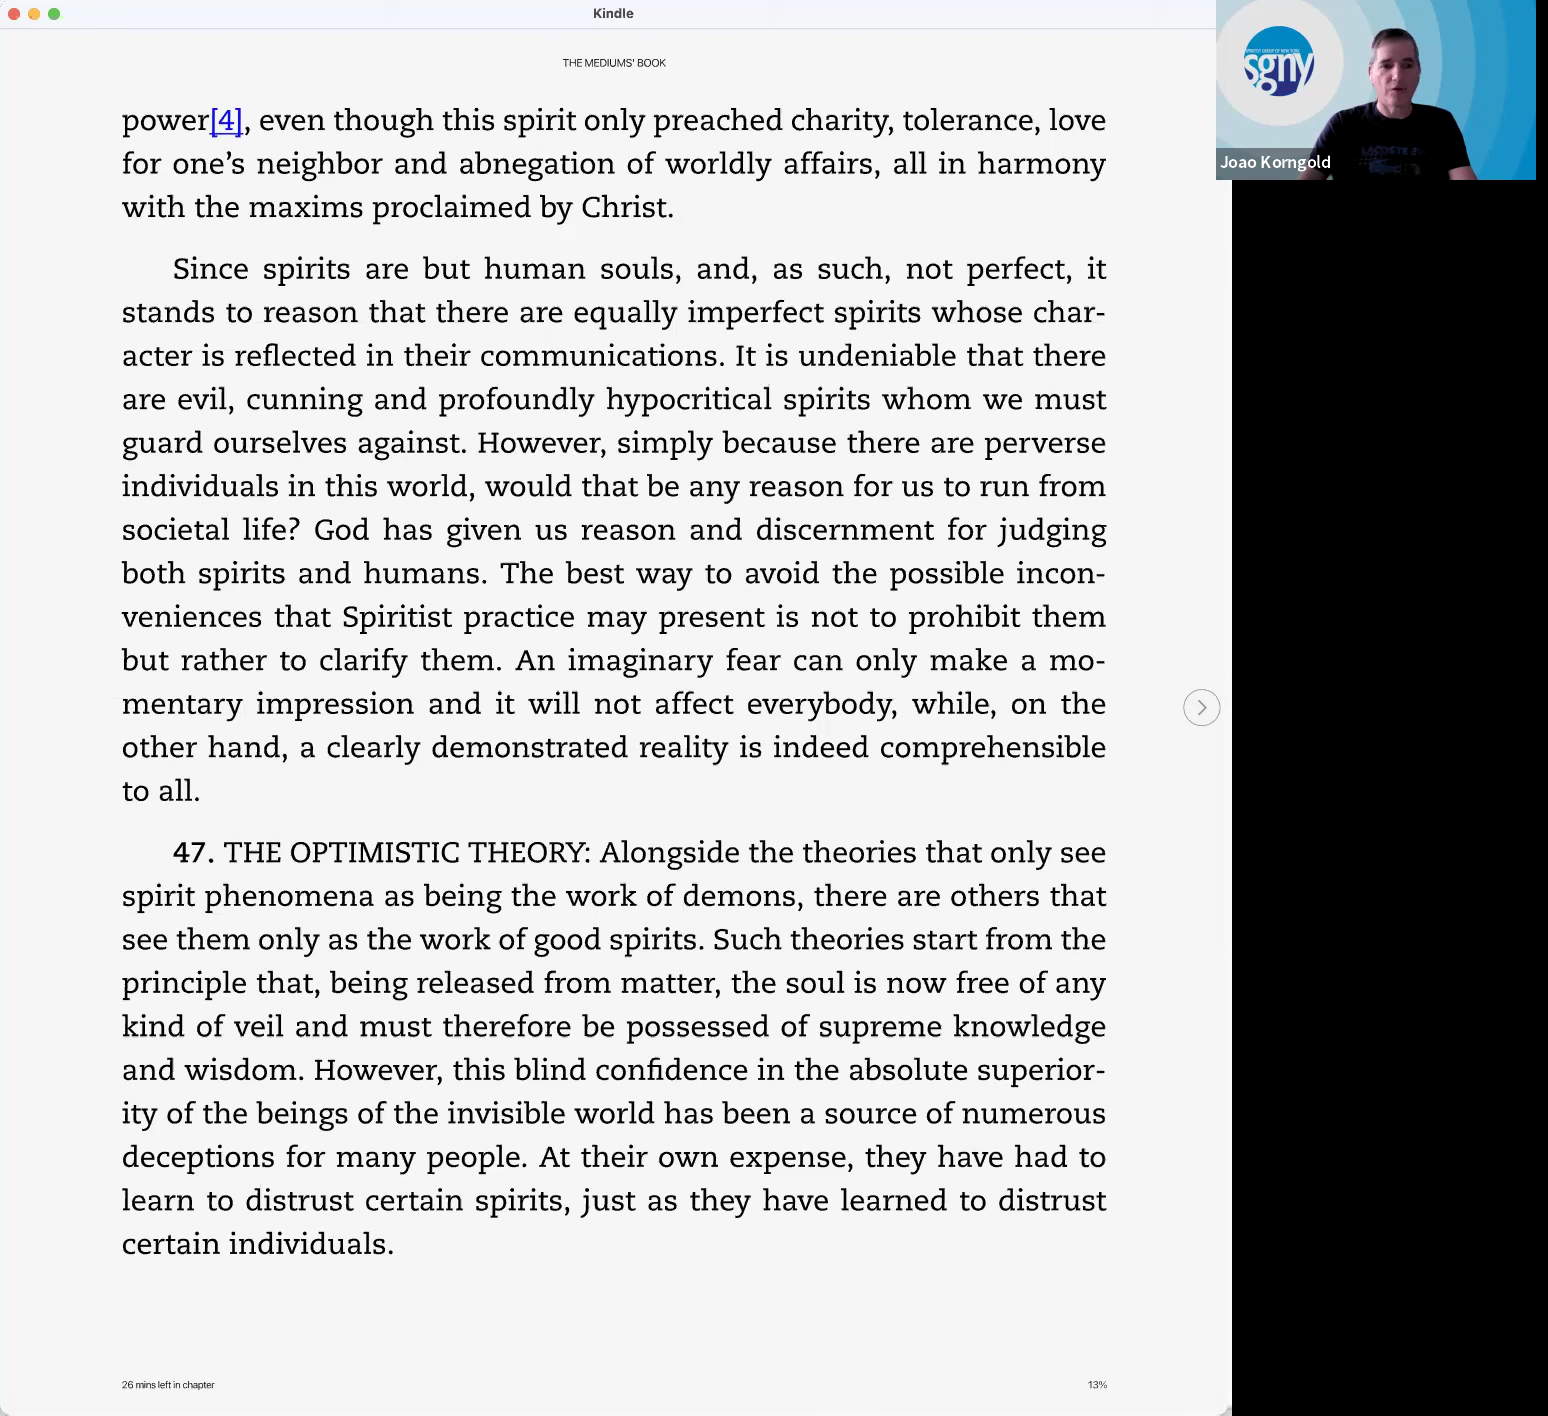 Kindle
THE MEDIUMS' BOOK
power[4], even though this spirit only preached charity, tolerance, love
for one’s neighbor and abnegation of worldly affairs, all in harmony
with the maxims proclaimed by Christ.
Since spirits are but human souls, and, as such, not perfect, it
stands to reason that there are equally imperfect spirits whose char-
acter is reflected in their communications. It is undeniable that there
are evil, cunning and profoundly hypocritical spirits whom we must
guard ourselves against. However, simply because there are perverse
individuals in this world, would that be any reason for us to run from
societal life? God has given us reason and discernment for judging
both spirits and humans. The best way to avoid the possible incon-
veniences that Spiritist practice may present is not to prohibit them
but rather to clarify them. An imaginary fear can only make a mo-
mentary impression and it will not affect everybody, while, on the
other hand, a clearly demonstrated reality is indeed comprehensible
to all.
47. THE OPTIMISTIC THEORY: Alongside the theories that only see
spirit phenomena as being the work of demons, there are others that
see them only as the work of good spirits. Such theories start from the
principle that, being released from matter, the soul is now free of any
kind of veil and must therefore be possessed of supreme knowledge
and wisdom. However, this blind confidence in the absolute superior-
ity of the beings of the invisible world has been a source of numerous
deceptions for many people. At their own expense, they have had to
learn to distrust certain spirits, just as they have learned to distrust
certain individuals.
26 mins left in chapter
13%
SPIRITIST GROUP OF NEW YORK
sgny
LACOSTE
Joao Korngold